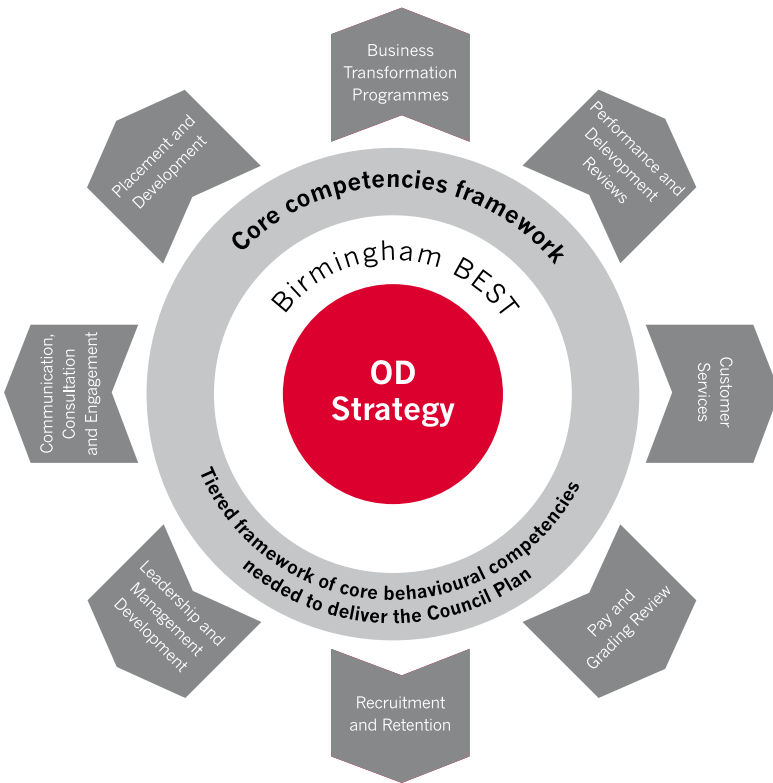 Business
Transformation
Programmes
Performance and
Delevopment
Reviews
Customer
Services
Pay and
Grading Review
Recruitment
and Retention
Leadership and
Management
Development
Communication,
Consultation
and Engagement
Placement and
Development
Core competencies framework
Birmingham BEST
OD
Strategy
Tiered framework of core behavioural competencies
needed to deliver the Council Plan